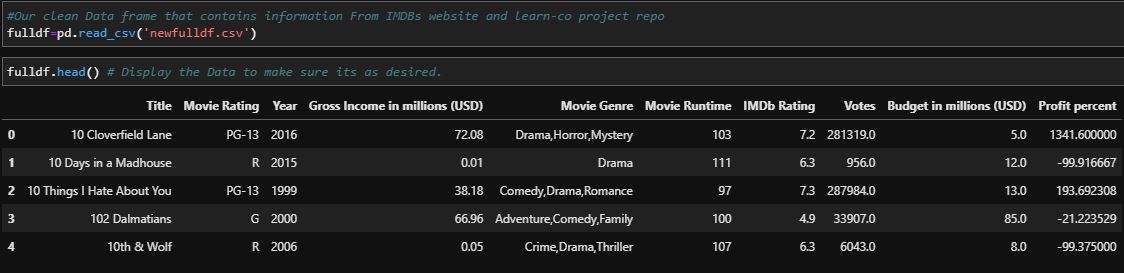 #Our clean Data frame that contains information From IMDBs website and learn-co project repo
fulldf=pd.read_csv('newfulldf.csv')
fulldf.head() # Display the Data to make sure its as desired.
Title Movie Rating Year Gross Income in millions (USD) Movie Genre Movie Runtime IMDb Rating Votes Budget in millions (USD) Profit percent
0 10 Cloverfield Lane PG-13 2016 72.08 Drama,Horror,Mystery 103 7.2 281319.0 5.0 1341.600000
1 10 Days in a Madhouse R 2015 0.01 Drama 111 6.3 956.0 12.0 -99.916667
2 10 Things I Hate About You PG-13 1999 38.18 Comedy,Drama,Romance 97 7.3 287984.0 13.0 193.692308
3 102 Dalmatians G 2000 66.96 Adventure,Comedy,Family 100 4.9 33907.0 85.0 -21.223529
4 10th & Wolf R 2006 0.05 Crime,Drama,Thriller 107 6.3 6043.0 8.0 -99.375000